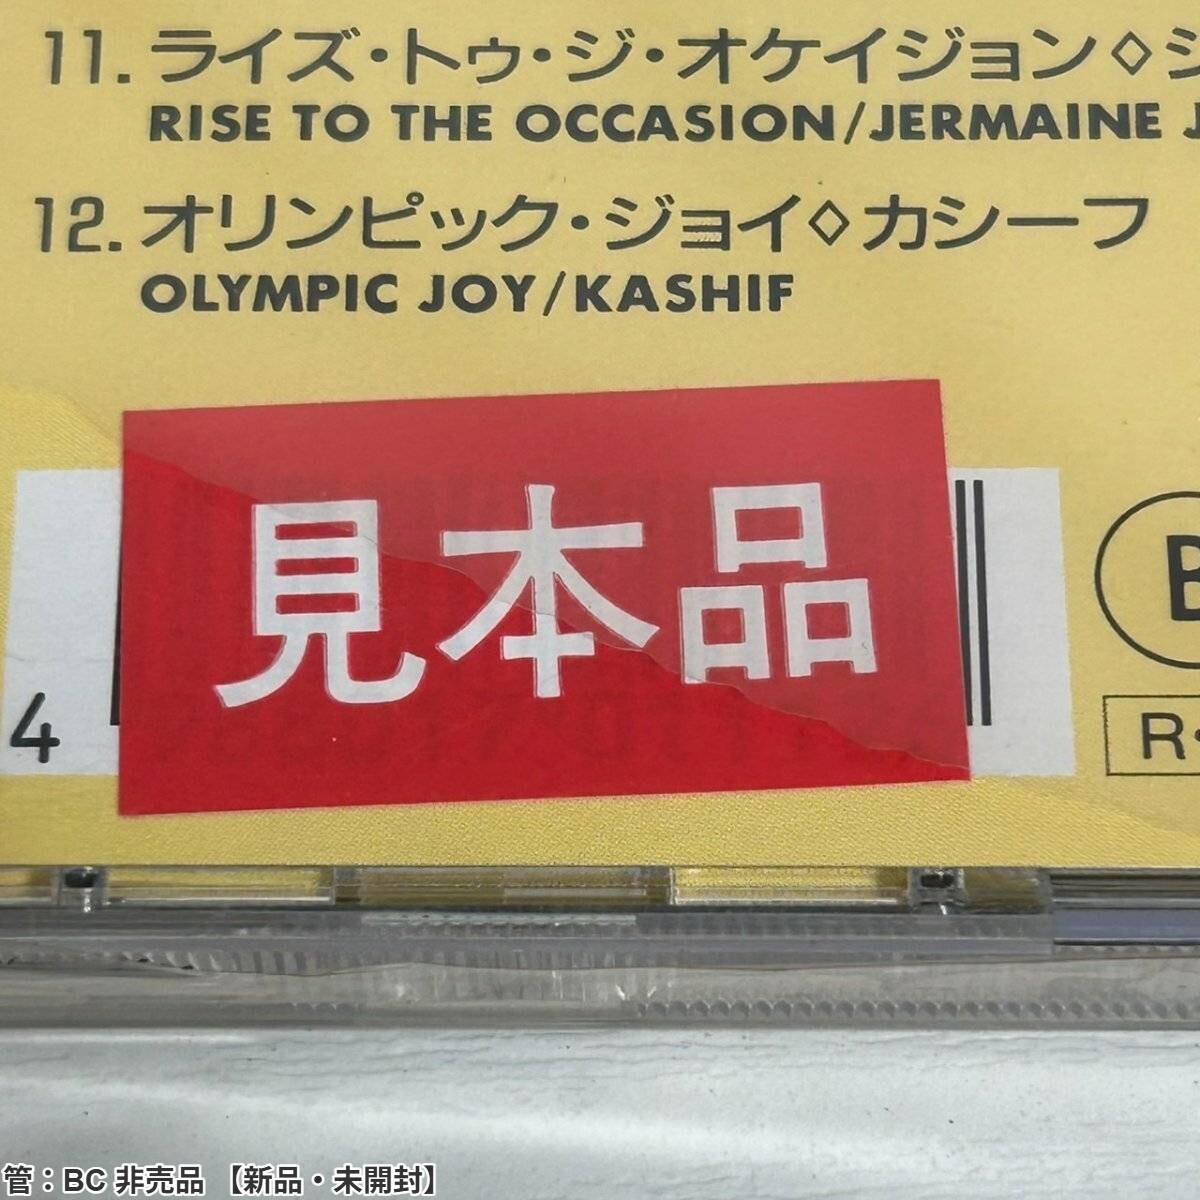 11. ライズ・トゥ・ジ・オケイジョン◇ジ
RISE TO THE OCCASION/JERMAINE J
12. オリンピック・ジョイ◇カシーフ
OLYMPIC JOY/KASHIF
見本品
4
B
R・
管：BC 非売品 【新品・未開封】